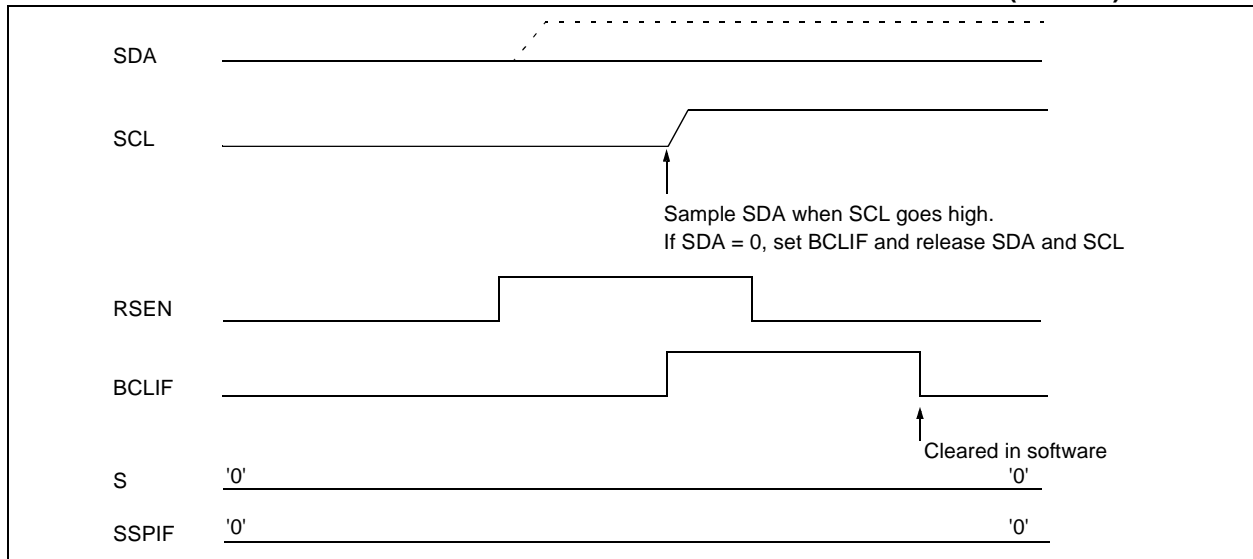 SDA
SCL
Sample SDA when SCL goes high.
If SDA = 0, set BCLIF and release SDA and SCL
RSEN
BCLIF
Cleared in software
S '0' '0'
SSPIF '0' '0'